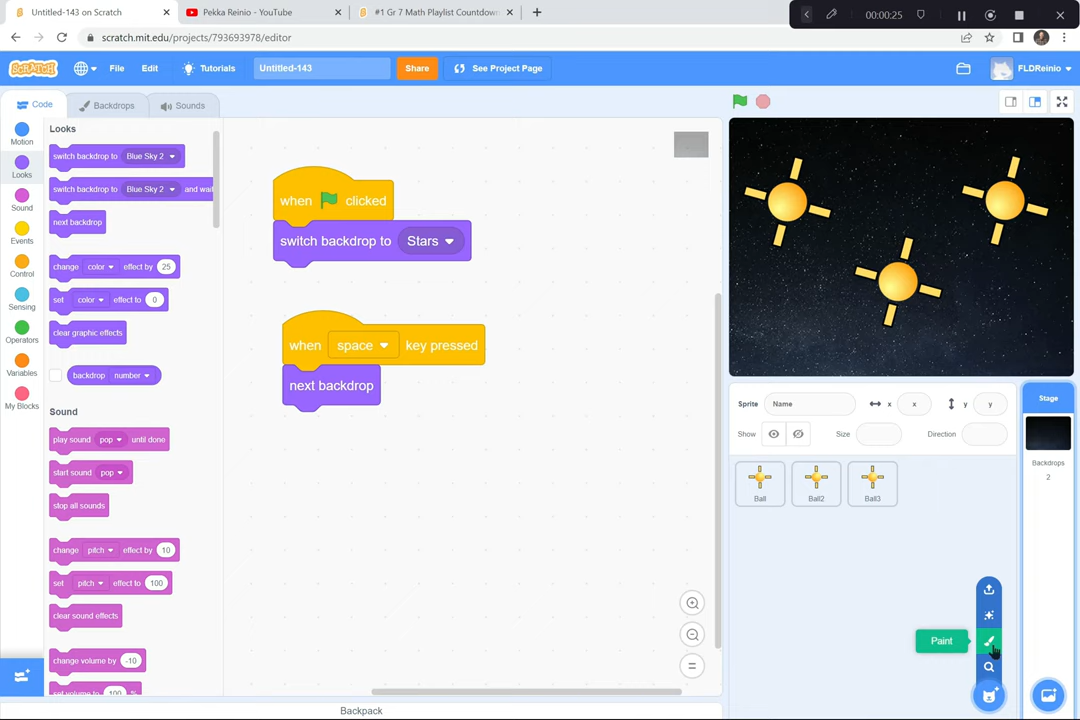 Untitled-143 on Scratch
Pekka Reinio - YouTube
#1 Gr 7 Math Playlist Countdown
00:00:25
scratch.mit.edu/projects/793693978/editor
SCRATCH
File
Edit
Tutorials
Untitled-143
Share
See Project Page
FLDReinio
Code
Backdrops
Sounds
Motion
Looks
Sound
Events
Control
Sensing
Operators
Variables
My Blocks
Looks
switch backdrop to Blue Sky 2
switch backdrop to Blue Sky 2 and wait
next backdrop
change color effect by 25
set color effect to 0
clear graphic effects
backdrop number
Sound
play sound pop until done
start sound pop
stop all sounds
change pitch effect by 10
set pitch effect to 100
clear sound effects
change volume by -10
set volume to 100 %
when clicked
switch backdrop to Stars
when space key pressed
next backdrop
Backpack
Sprite Name
x x
y y
Show
Size
Direction
Ball
Ball2
Ball3
Stage
Backdrops
2
Paint